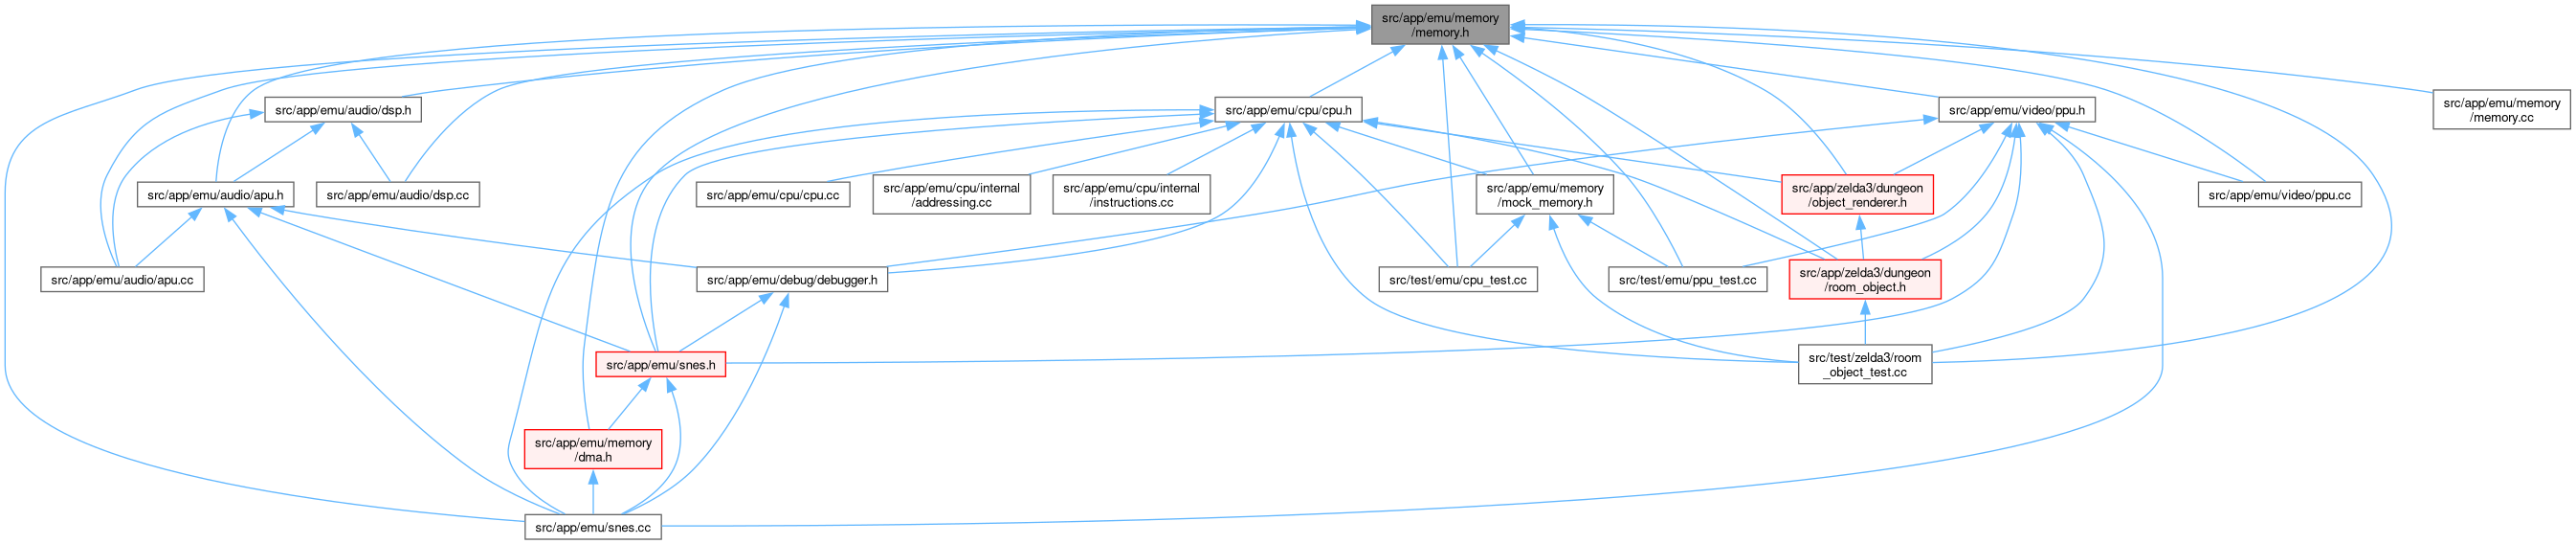 src/app/emu/memory
/memory.h
src/app/emu/audio/dsp.h
src/app/emu/cpu/cpu.h
src/app/emu/video/ppu.h
src/app/emu/memory
/memory.cc
src/app/emu/audio/apu.h
src/app/emu/audio/dsp.cc
src/app/emu/cpu/cpu.cc
src/app/emu/cpu/internal
/addressing.cc
src/app/emu/cpu/internal
/instructions.cc
src/app/emu/memory
/mock_memory.h
src/app/zelda3/dungeon
/object_renderer.h
src/app/emu/video/ppu.cc
src/app/emu/audio/apu.cc
src/app/emu/debug/debugger.h
src/test/emu/cpu_test.cc
src/test/emu/ppu_test.cc
src/app/zelda3/dungeon
/room_object.h
src/app/emu/snes.h
src/test/zelda3/room
_object_test.cc
src/app/emu/memory
/dma.h
src/app/emu/snes.cc